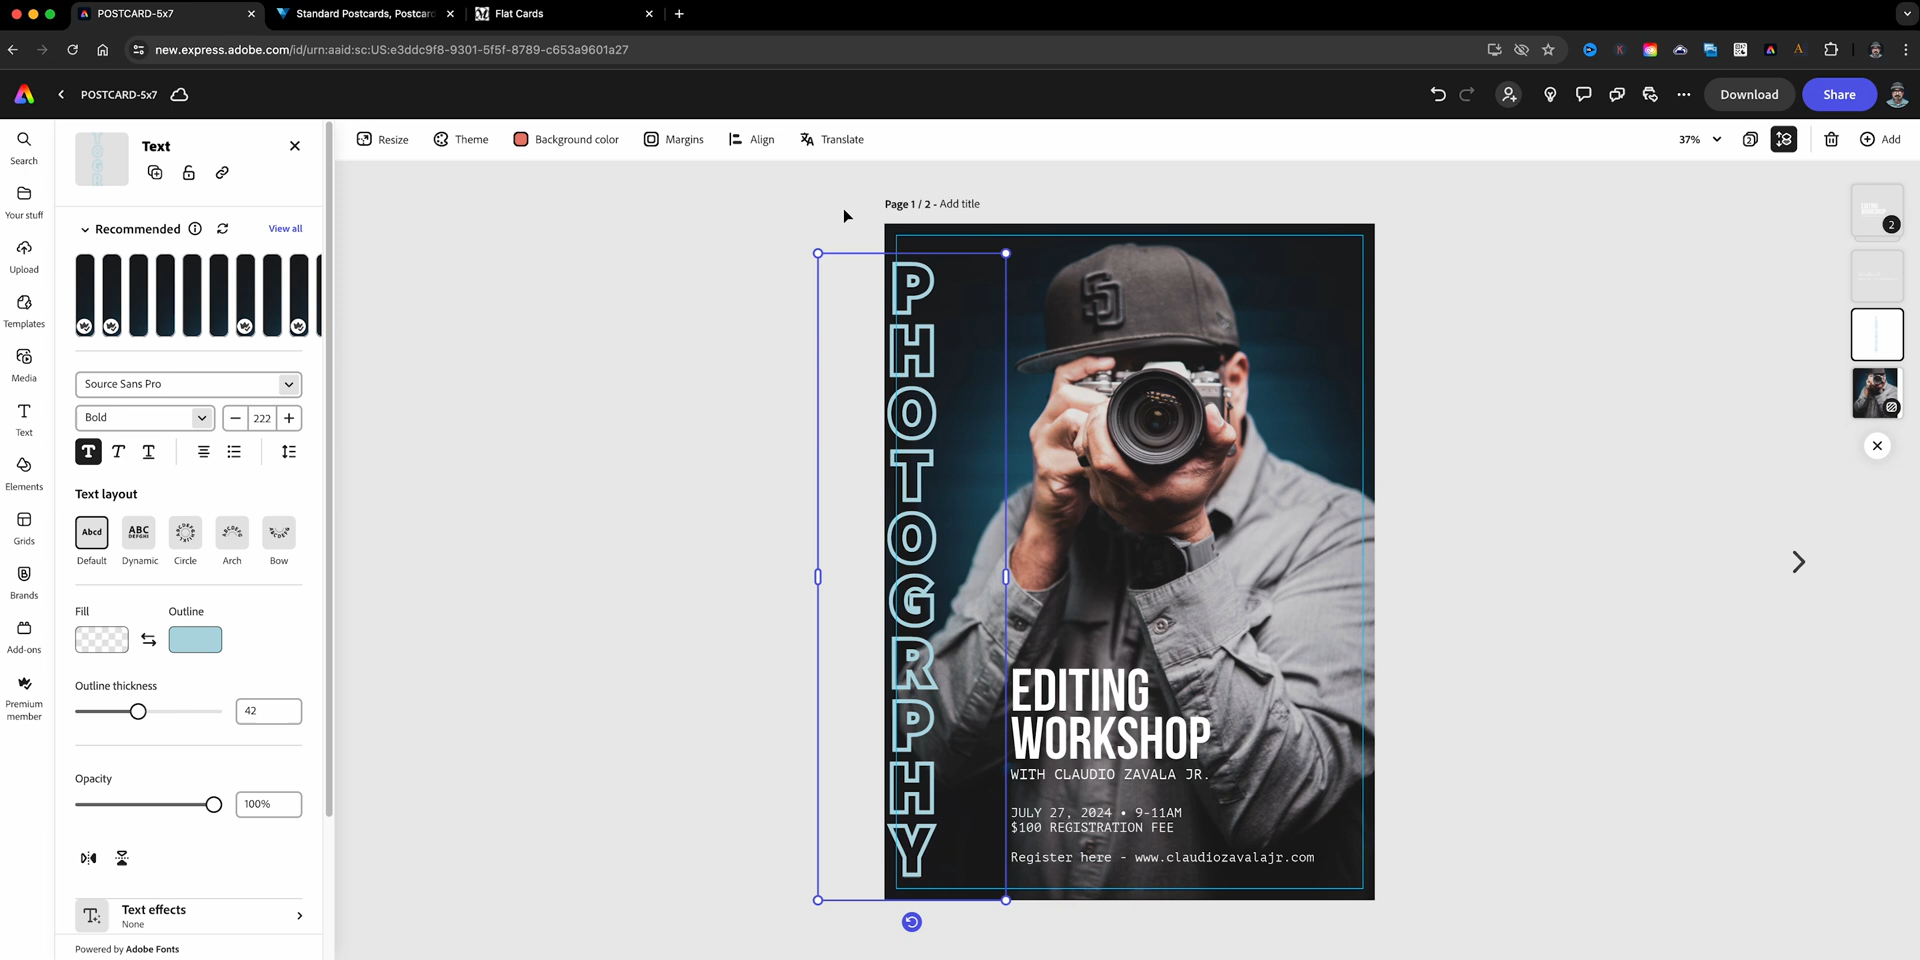 POSTCARD-5x7
Standard Postcards, Postcard
Flat Cards
new.express.adobe.com/id/urn:aaid:sc:US:e3ddc9f8-9301-5f5f-8789-c653a9601a27
POSTCARD-5x7
Download
Share
Search
Your stuff
Upload
Templates
Media
Text
Elements
Grids
Brands
Add-ons
Premium
member
Text
Recommended
View all
Source Sans Pro
Bold
222
Text layout
Abcd
ABC
DEFGHI
Default
Dynamic
Circle
Arch
Bow
Fill
Outline
Outline thickness
42
Opacity
100%
Text effects
None
Powered by Adobe Fonts
Resize
Theme
Background color
Margins
Align
Translate
37%
2
Add
Page 1 / 2 - Add title
P
H
O
T
O
G
R
P
H
Y
SD
EDITING
WORKSHOP
WITH CLAUDIO ZAVALA JR.
JULY 27, 2024 • 9-11AM
$100 REGISTRATION FEE
Register here - www.claudiozavalajr.com
2